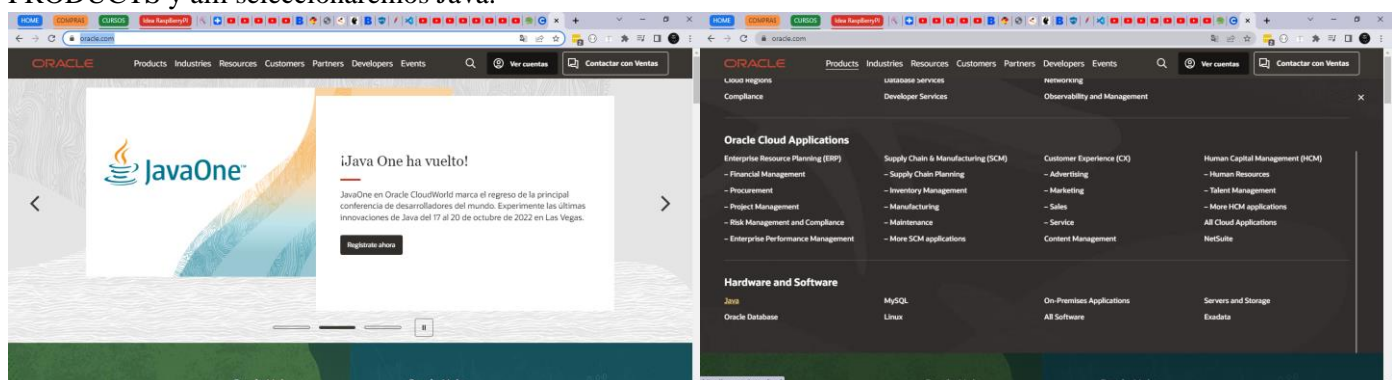 PRODUCTS y ahí seleccionaremos Java.
HOME COMPRAS CURSOS Idea RaspberryPI
oracle.com
ORACLE Products Industries Resources Customers Partners Developers Events Ver cuentas Contactar con Ventas
JavaOne
¡Java One ha vuelto!
JavaOne en Oracle CloudWorld marca el regreso de la principal
conferencia de desarrolladores del mundo. Experimente las últimas
innovaciones de Java del 17 al 20 de octubre de 2022 en Las Vegas.
Regístrate ahora
HOME COMPRAS CURSOS Idea RaspberryPI
oracle.com
ORACLE Products Industries Resources Customers Partners Developers Events Ver cuentas Contactar con Ventas
Cloud Regions Database Services Networking
Compliance Developer Services Observability and Management
Oracle Cloud Applications
Enterprise Resource Planning (ERP) Supply Chain & Manufacturing (SCM) Customer Experience (CX) Human Capital Management (HCM)
– Financial Management – Supply Chain Planning – Advertising – Human Resources
– Procurement – Inventory Management – Marketing – Talent Management
– Project Management – Manufacturing – Sales – More HCM applications
– Risk Management and Compliance – Maintenance – Service All Cloud Applications
– Enterprise Performance Management – More SCM applications Content Management NetSuite
Hardware and Software
Java MySQL On-Premises Applications Servers and Storage
Oracle Database Linux All Software Exadata